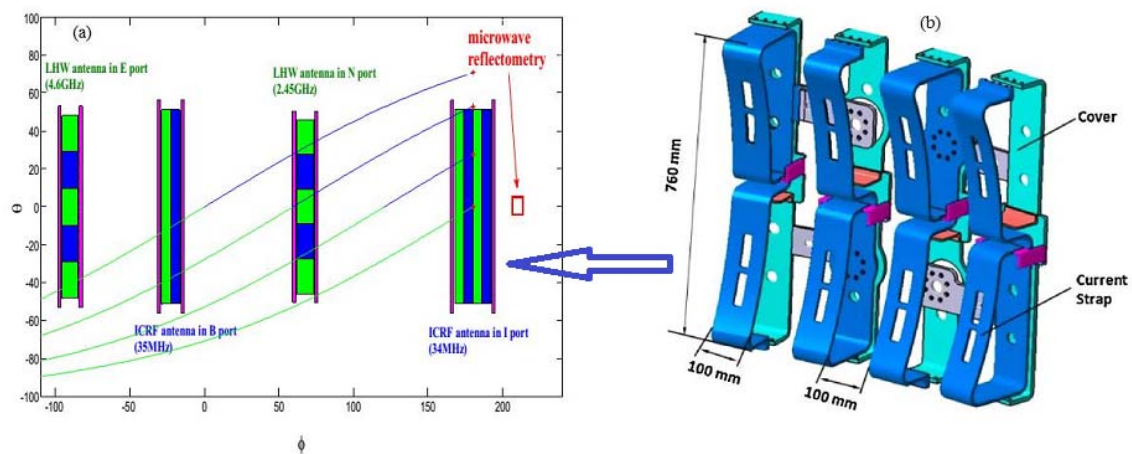 (a)
microwave
reflectometry
LHW antenna in E port
(4.6GHz)
LHW antenna in N port
(2.45GHz)
ICRF antenna in B port
(35MHz)
ICRF antenna in I port
(34MHz)
100
80
60
40
20
0
-20
-40
-60
-80
-100
Θ
-100
-50
0
50
100
150
200
ϕ
(b)
760 mm
100 mm
100 mm
Cover
Current
Strap